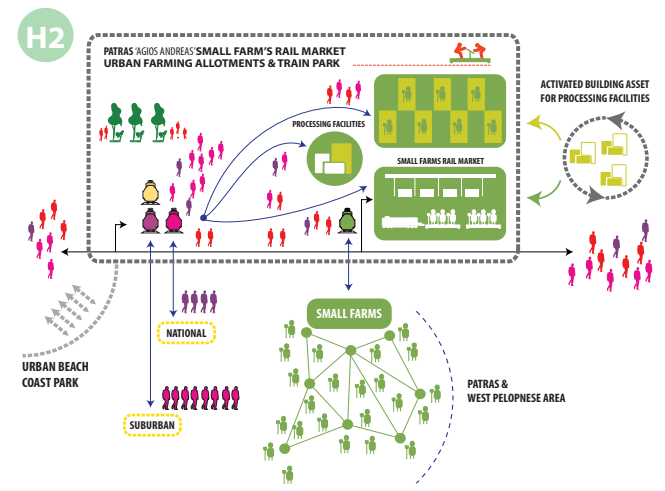 H2
PATRAS 'AGIOS ANDREAS'SMALL FARM'S RAIL MARKET
URBAN FARMING ALLOTMENTS & TRAIN PARK
ACTIVATED BUILDING ASSET
FOR PROCESSING FACILITIES
PROCESSING FACILITIES
SMALL FARMS RAIL MARKET
SMALL FARMS
NATIONAL
URBAN BEACH
COAST PARK
PATRAS &
WEST PELOPNESE AREA
SUBURBAN